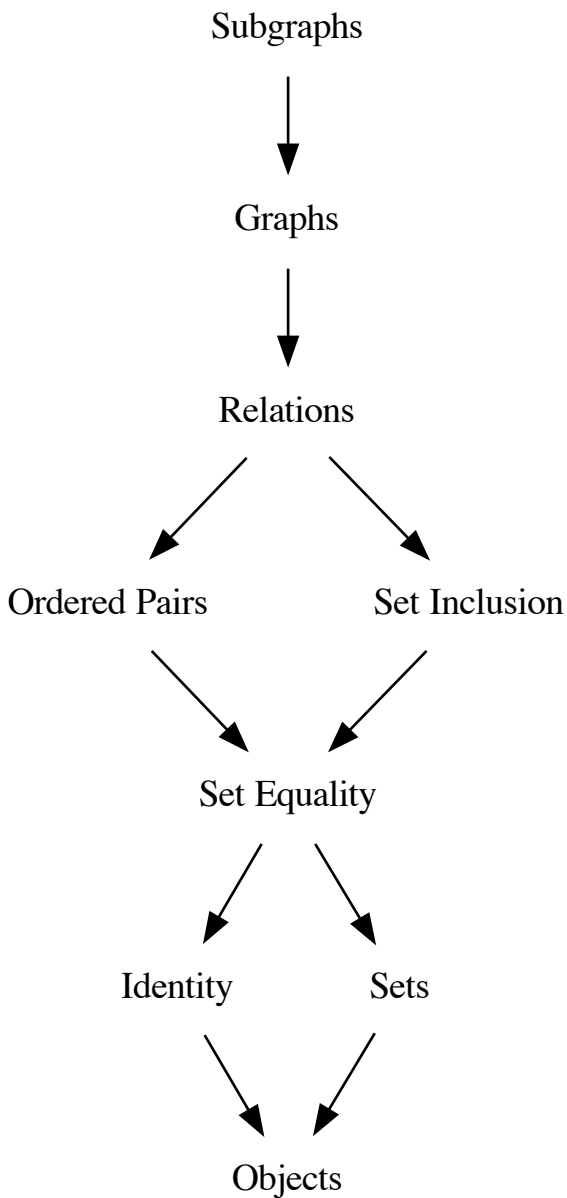 Subgraphs
Graphs
Relations
Ordered Pairs
Set Inclusion
Set Equality
Identity
Sets
Objects